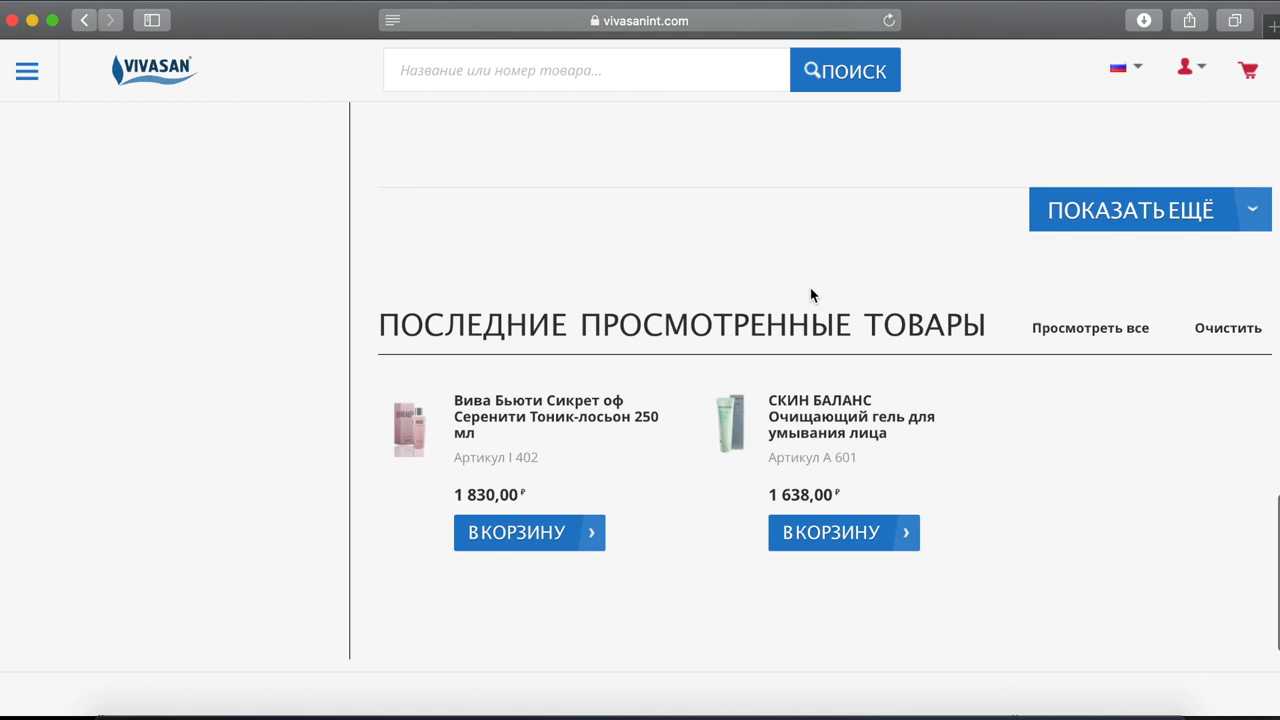 vivasanint.com
VIVASAN®
Название или номер товара...
ПОИСК
ПОКАЗАТЬ ЕЩЁ
ПОСЛЕДНИЕ ПРОСМОТРЕННЫЕ ТОВАРЫ
Просмотреть все
Очистить
Вива Бьюти Сикрет оф
Серенити Тоник-лосьон 250
мл
Артикул I 402
1 830,00 ₽
В КОРЗИНУ
СКИН БАЛАНС
Очищающий гель для
умывания лица
Артикул A 601
1 638,00 ₽
В КОРЗИНУ